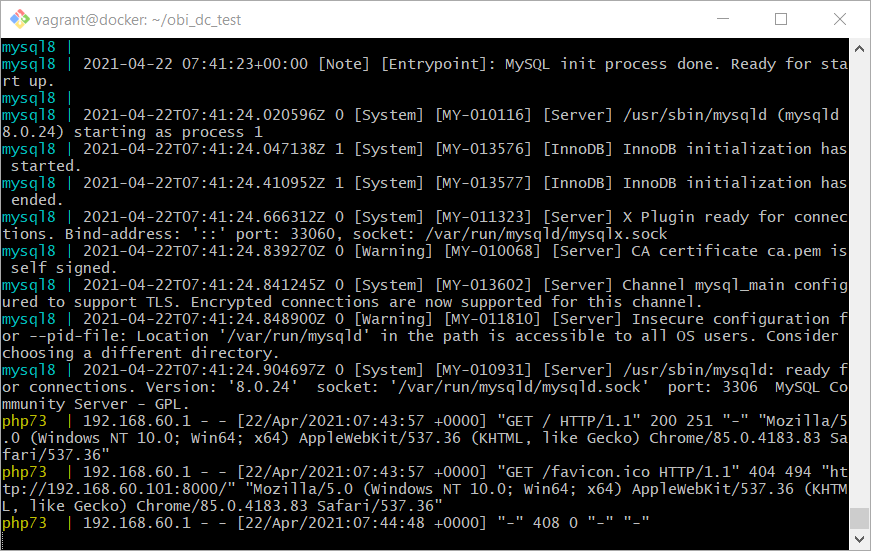 vagrant@docker: ~/obi_dc_test
mysql8 |
mysql8 | 2021-04-22 07:41:23+00:00 [Note] [Entrypoint]: MySQL init process done. Ready for sta
rt up.
mysql8 |
mysql8 | 2021-04-22T07:41:24.020596Z 0 [System] [MY-010116] [Server] /usr/sbin/mysqld (mysqld
8.0.24) starting as process 1
mysql8 | 2021-04-22T07:41:24.047138Z 1 [System] [MY-013576] [InnoDB] InnoDB initialization has
 started.
mysql8 | 2021-04-22T07:41:24.410952Z 1 [System] [MY-013577] [InnoDB] InnoDB initialization has
 ended.
mysql8 | 2021-04-22T07:41:24.666312Z 0 [System] [MY-011323] [Server] X Plugin ready for connec
tions. Bind-address: '::' port: 33060, socket: /var/run/mysqld/mysqlx.sock
mysql8 | 2021-04-22T07:41:24.839270Z 0 [Warning] [MY-010068] [Server] CA certificate ca.pem is
 self signed.
mysql8 | 2021-04-22T07:41:24.841245Z 0 [System] [MY-013602] [Server] Channel mysql_main config
ured to support TLS. Encrypted connections are now supported for this channel.
mysql8 | 2021-04-22T07:41:24.848900Z 0 [Warning] [MY-011810] [Server] Insecure configuration f
or --pid-file: Location '/var/run/mysqld' in the path is accessible to all OS users. Consider
choosing a different directory.
mysql8 | 2021-04-22T07:41:24.904697Z 0 [System] [MY-010931] [Server] /usr/sbin/mysqld: ready f
or connections. Version: '8.0.24'  socket: '/var/run/mysqld/mysqld.sock'  port: 3306  MySQL Co
mmunity Server - GPL.
php73  | 192.168.60.1 - - [22/Apr/2021:07:43:57 +0000] "GET / HTTP/1.1" 200 251 "-" "Mozilla/5
.0 (Windows NT 10.0; Win64; x64) AppleWebKit/537.36 (KHTML, like Gecko) Chrome/85.0.4183.83 Sa
fari/537.36"
php73  | 192.168.60.1 - - [22/Apr/2021:07:43:57 +0000] "GET /favicon.ico HTTP/1.1" 404 494 "ht
tp://192.168.60.101:8000/" "Mozilla/5.0 (Windows NT 10.0; Win64; x64) AppleWebKit/537.36 (KHTM
L, like Gecko) Chrome/85.0.4183.83 Safari/537.36"
php73  | 192.168.60.1 - - [22/Apr/2021:07:44:48 +0000] "-" 408 0 "-" "-"